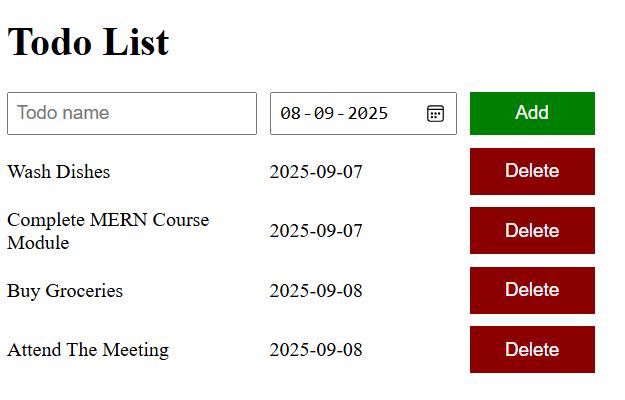 Todo List
Todo name 08-09-2025 Add
Wash Dishes 2025-09-07 Delete
Complete MERN Course
Module 2025-09-07 Delete
Buy Groceries 2025-09-08 Delete
Attend The Meeting 2025-09-08 Delete